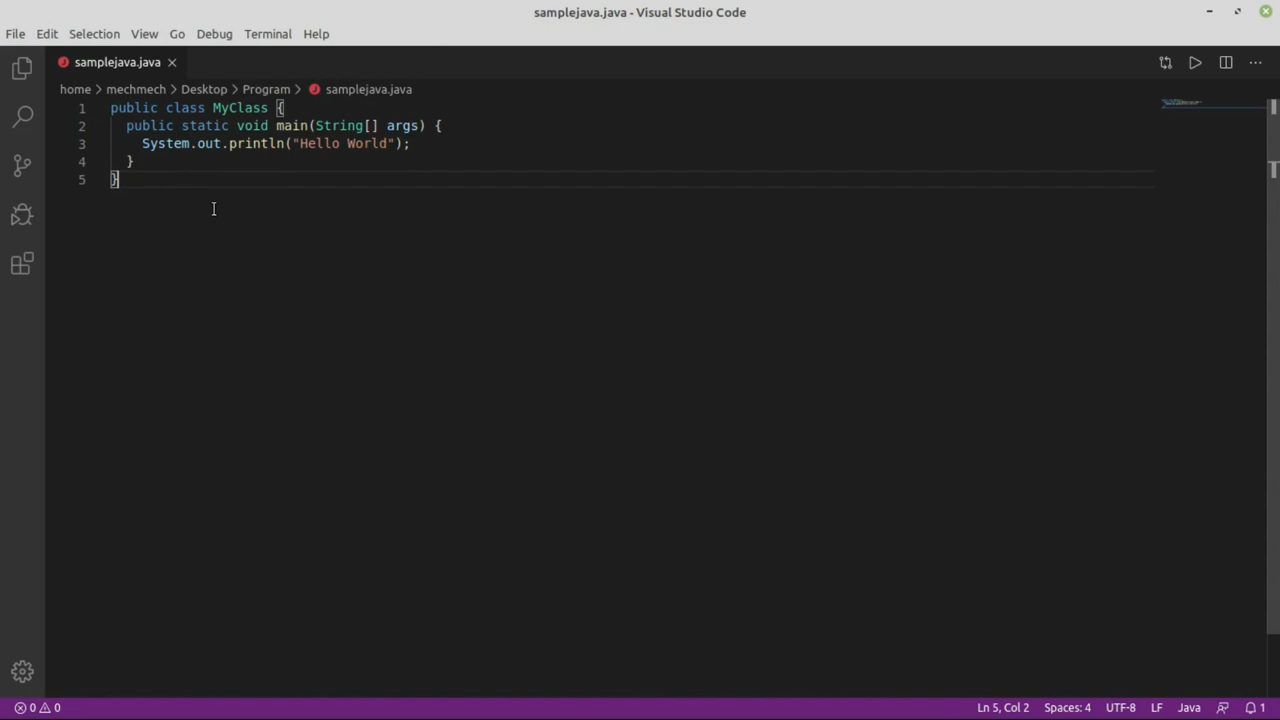 samplejava.java - Visual Studio Code
File Edit Selection View Go Debug Terminal Help
samplejava.java
home > mechmech > Desktop > Program > samplejava.java
1 public class MyClass {
2 public static void main(String[] args) {
3 System.out.println("Hello World");
4 }
5 }
0 0 Ln 5, Col 2 Spaces: 4 UTF-8 LF Java 1